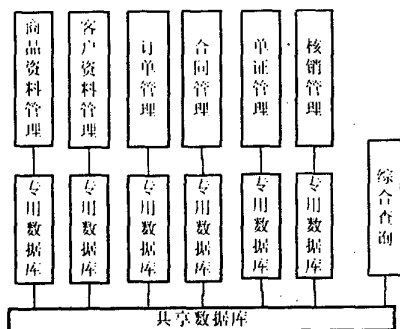 商品资料管理
客户资料管理
订单管理
合同管理
单证管理
核销管理
专用数据库
专用数据库
专用数据库
专用数据库
专用数据库
专用数据库
综合查询
共享数据库